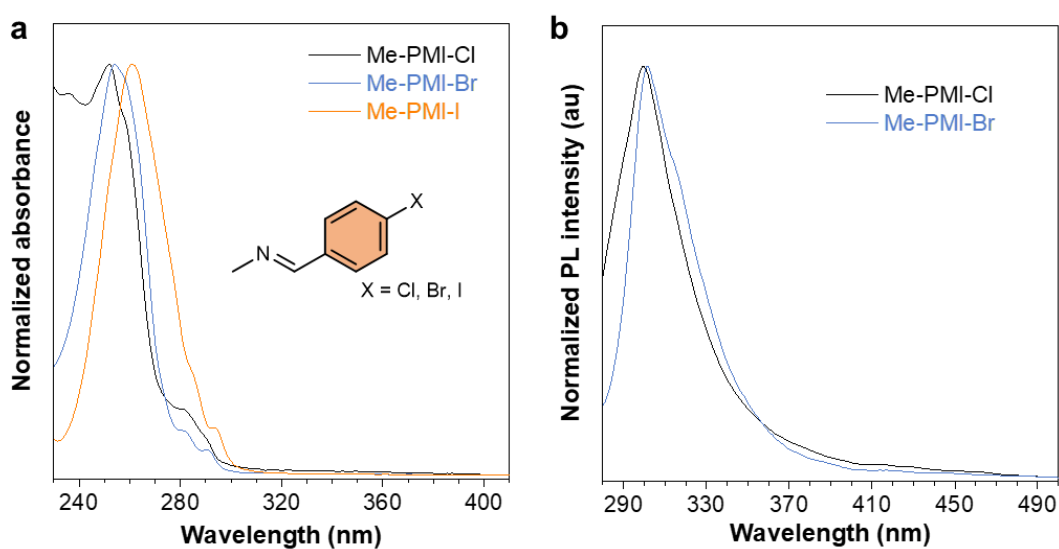 a
Me-PMI-Cl
Me-PMI-Br
Me-PMI-I
X
N
X = Cl, Br, I
Normalized absorbance
240 280 320 360 400
Wavelength (nm)
b
Me-PMI-Cl
Me-PMI-Br
Normalized PL intensity (au)
290 330 370 410 450 490
Wavelength (nm)